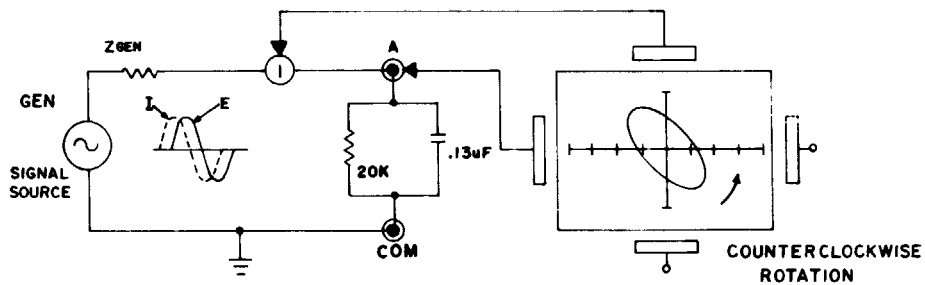 ZGEN
I
A
GEN
SIGNAL
SOURCE
I
E
20K
.13uF
COM
COUNTERCLOCKWISE
ROTATION